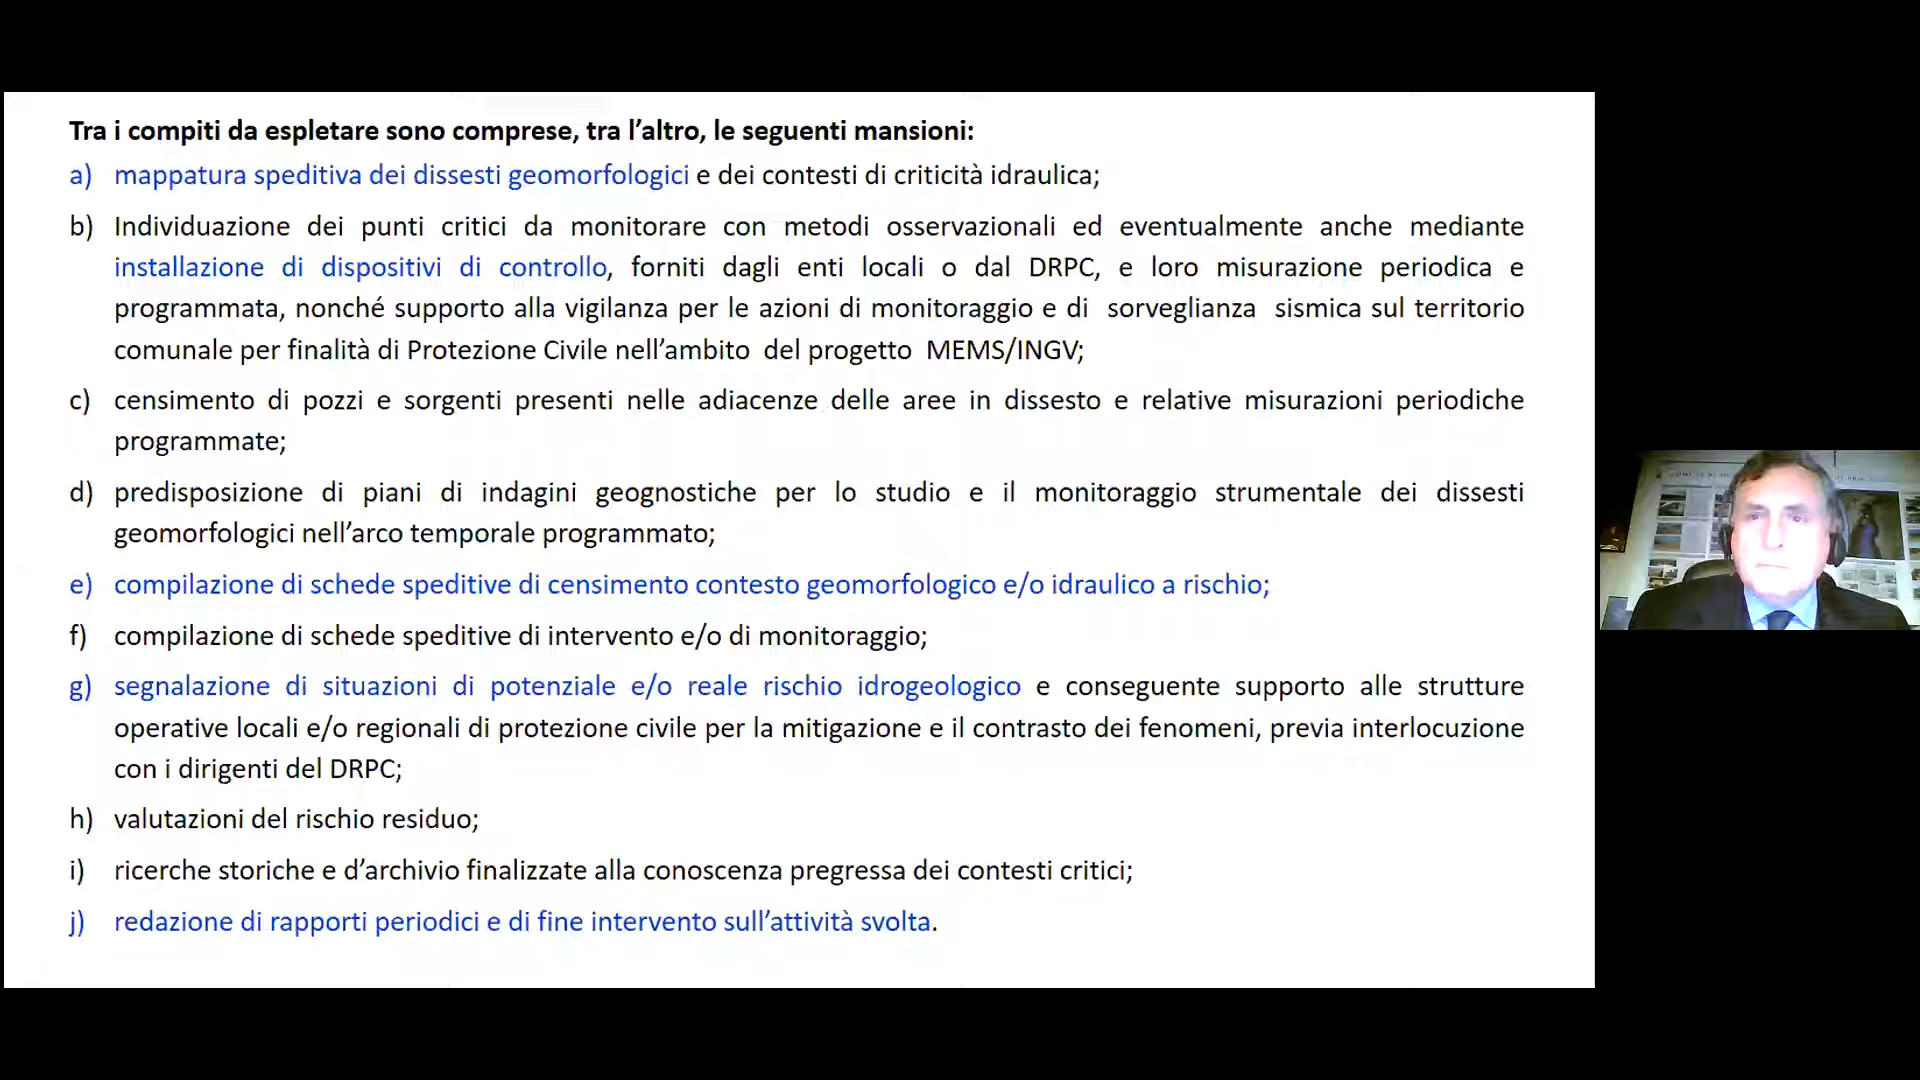 Tra i compiti da espletare sono comprese, tra l’altro, le seguenti mansioni:
a) mappatura speditiva dei dissesti geomorfologici e dei contesti di criticità idraulica;
b) Individuazione dei punti critici da monitorare con metodi osservazionali ed eventualmente anche mediante
installazione di dispositivi di controllo, forniti dagli enti locali o dal DRPC, e loro misurazione periodica e
programmata, nonché supporto alla vigilanza per le azioni di monitoraggio e di sorveglianza sismica sul territorio
comunale per finalità di Protezione Civile nell’ambito del progetto MEMS/INGV;
c) censimento di pozzi e sorgenti presenti nelle adiacenze delle aree in dissesto e relative misurazioni periodiche
programmate;
d) predisposizione di piani di indagini geognostiche per lo studio e il monitoraggio strumentale dei dissesti
geomorfologici nell’arco temporale programmato;
e) compilazione di schede speditive di censimento contesto geomorfologico e/o idraulico a rischio;
f) compilazione di schede speditive di intervento e/o di monitoraggio;
g) segnalazione di situazioni di potenziale e/o reale rischio idrogeologico e conseguente supporto alle strutture
operative locali e/o regionali di protezione civile per la mitigazione e il contrasto dei fenomeni, previa interlocuzione
con i dirigenti del DRPC;
h) valutazioni del rischio residuo;
i) ricerche storiche e d’archivio finalizzate alla conoscenza pregressa dei contesti critici;
j) redazione di rapporti periodici e di fine intervento sull’attività svolta.